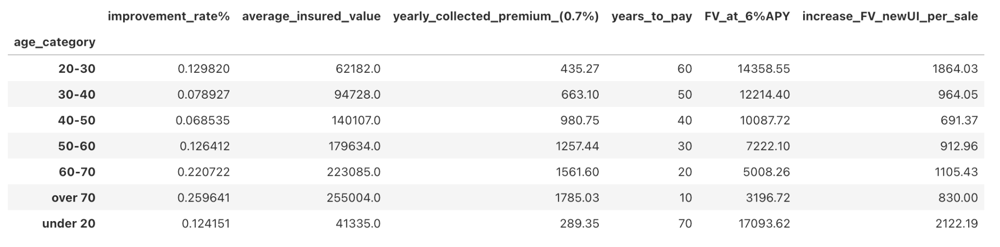 improvement_rate% average_insured_value yearly_collected_premium_(0.7%) years_to_pay FV_at_6%APY increase_FV_newUI_per_sale
age_category
20-30 0.129820 62182.0 435.27 60 14358.55 1864.03
30-40 0.078927 94728.0 663.10 50 12214.40 964.05
40-50 0.068535 140107.0 980.75 40 10087.72 691.37
50-60 0.126412 179634.0 1257.44 30 7222.10 912.96
60-70 0.220722 223085.0 1561.60 20 5008.26 1105.43
over 70 0.259641 255004.0 1785.03 10 3196.72 830.00
under 20 0.124151 41335.0 289.35 70 17093.62 2122.19